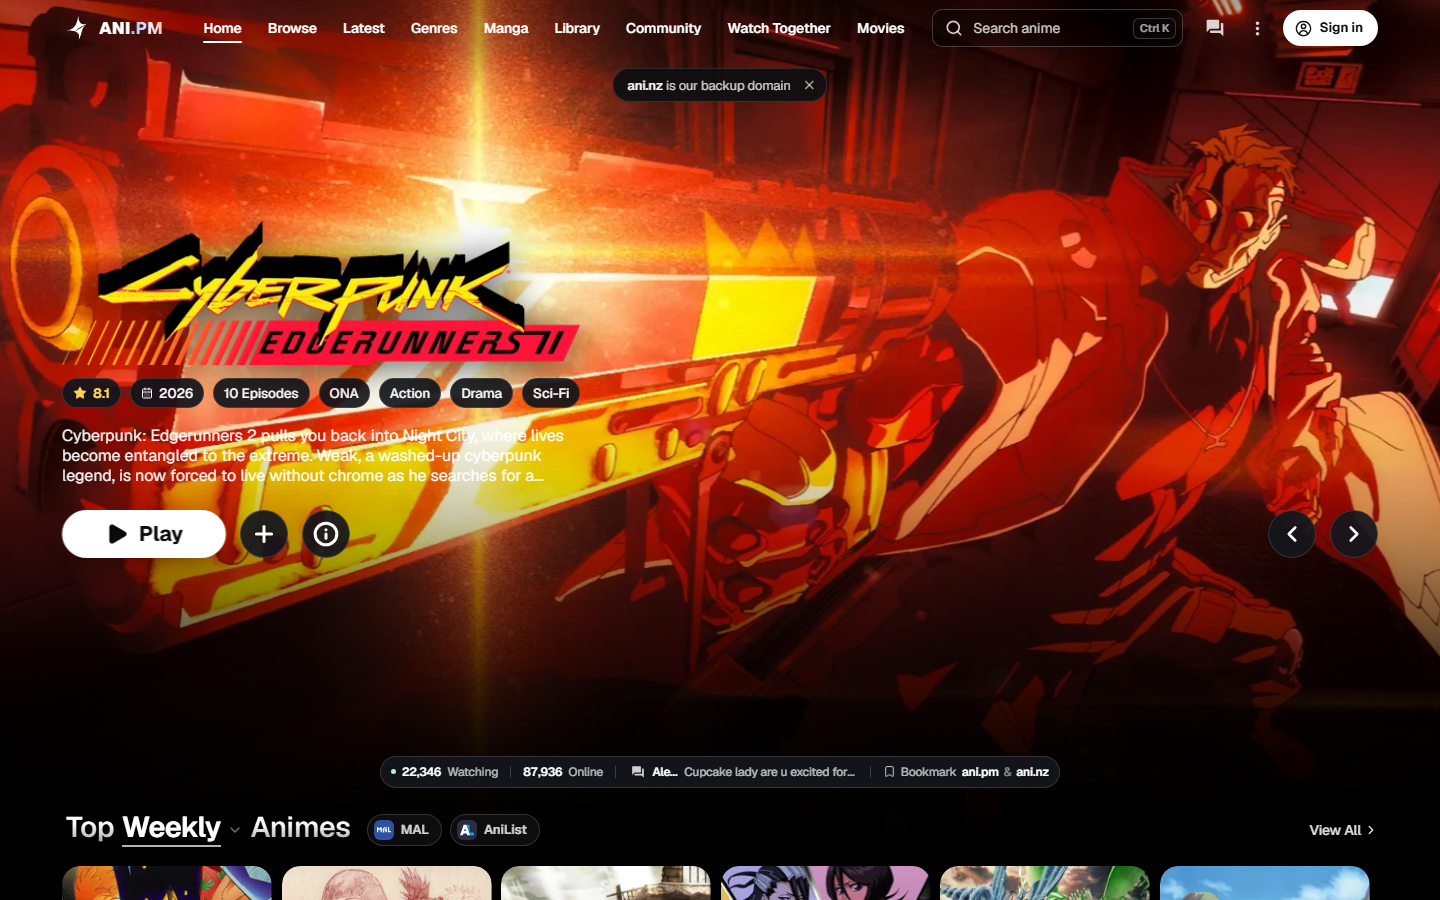 ANI.PM
Home
Browse
Latest
Genres
Manga
Library
Community
Watch Together
Movies
Search anime
Ctrl K
Sign in
ani.nz is our backup domain
CYBERPUNK
EDGERUNNERS II
8.1
2026
10 Episodes
ONA
Action
Drama
Sci-Fi
Cyberpunk: Edgerunners 2 pulls you back into Night City, where lives
become entangled to the extreme. Weak, a washed-up cyberpunk
legend, is now forced to live without chrome as he searches for a...
Play
22,346 Watching
87,936 Online
Ale... Cupcake lady are u excited for...
Bookmark ani.pm & ani.nz
Top Weekly Animes
MAL MAL
A. AniList
View All